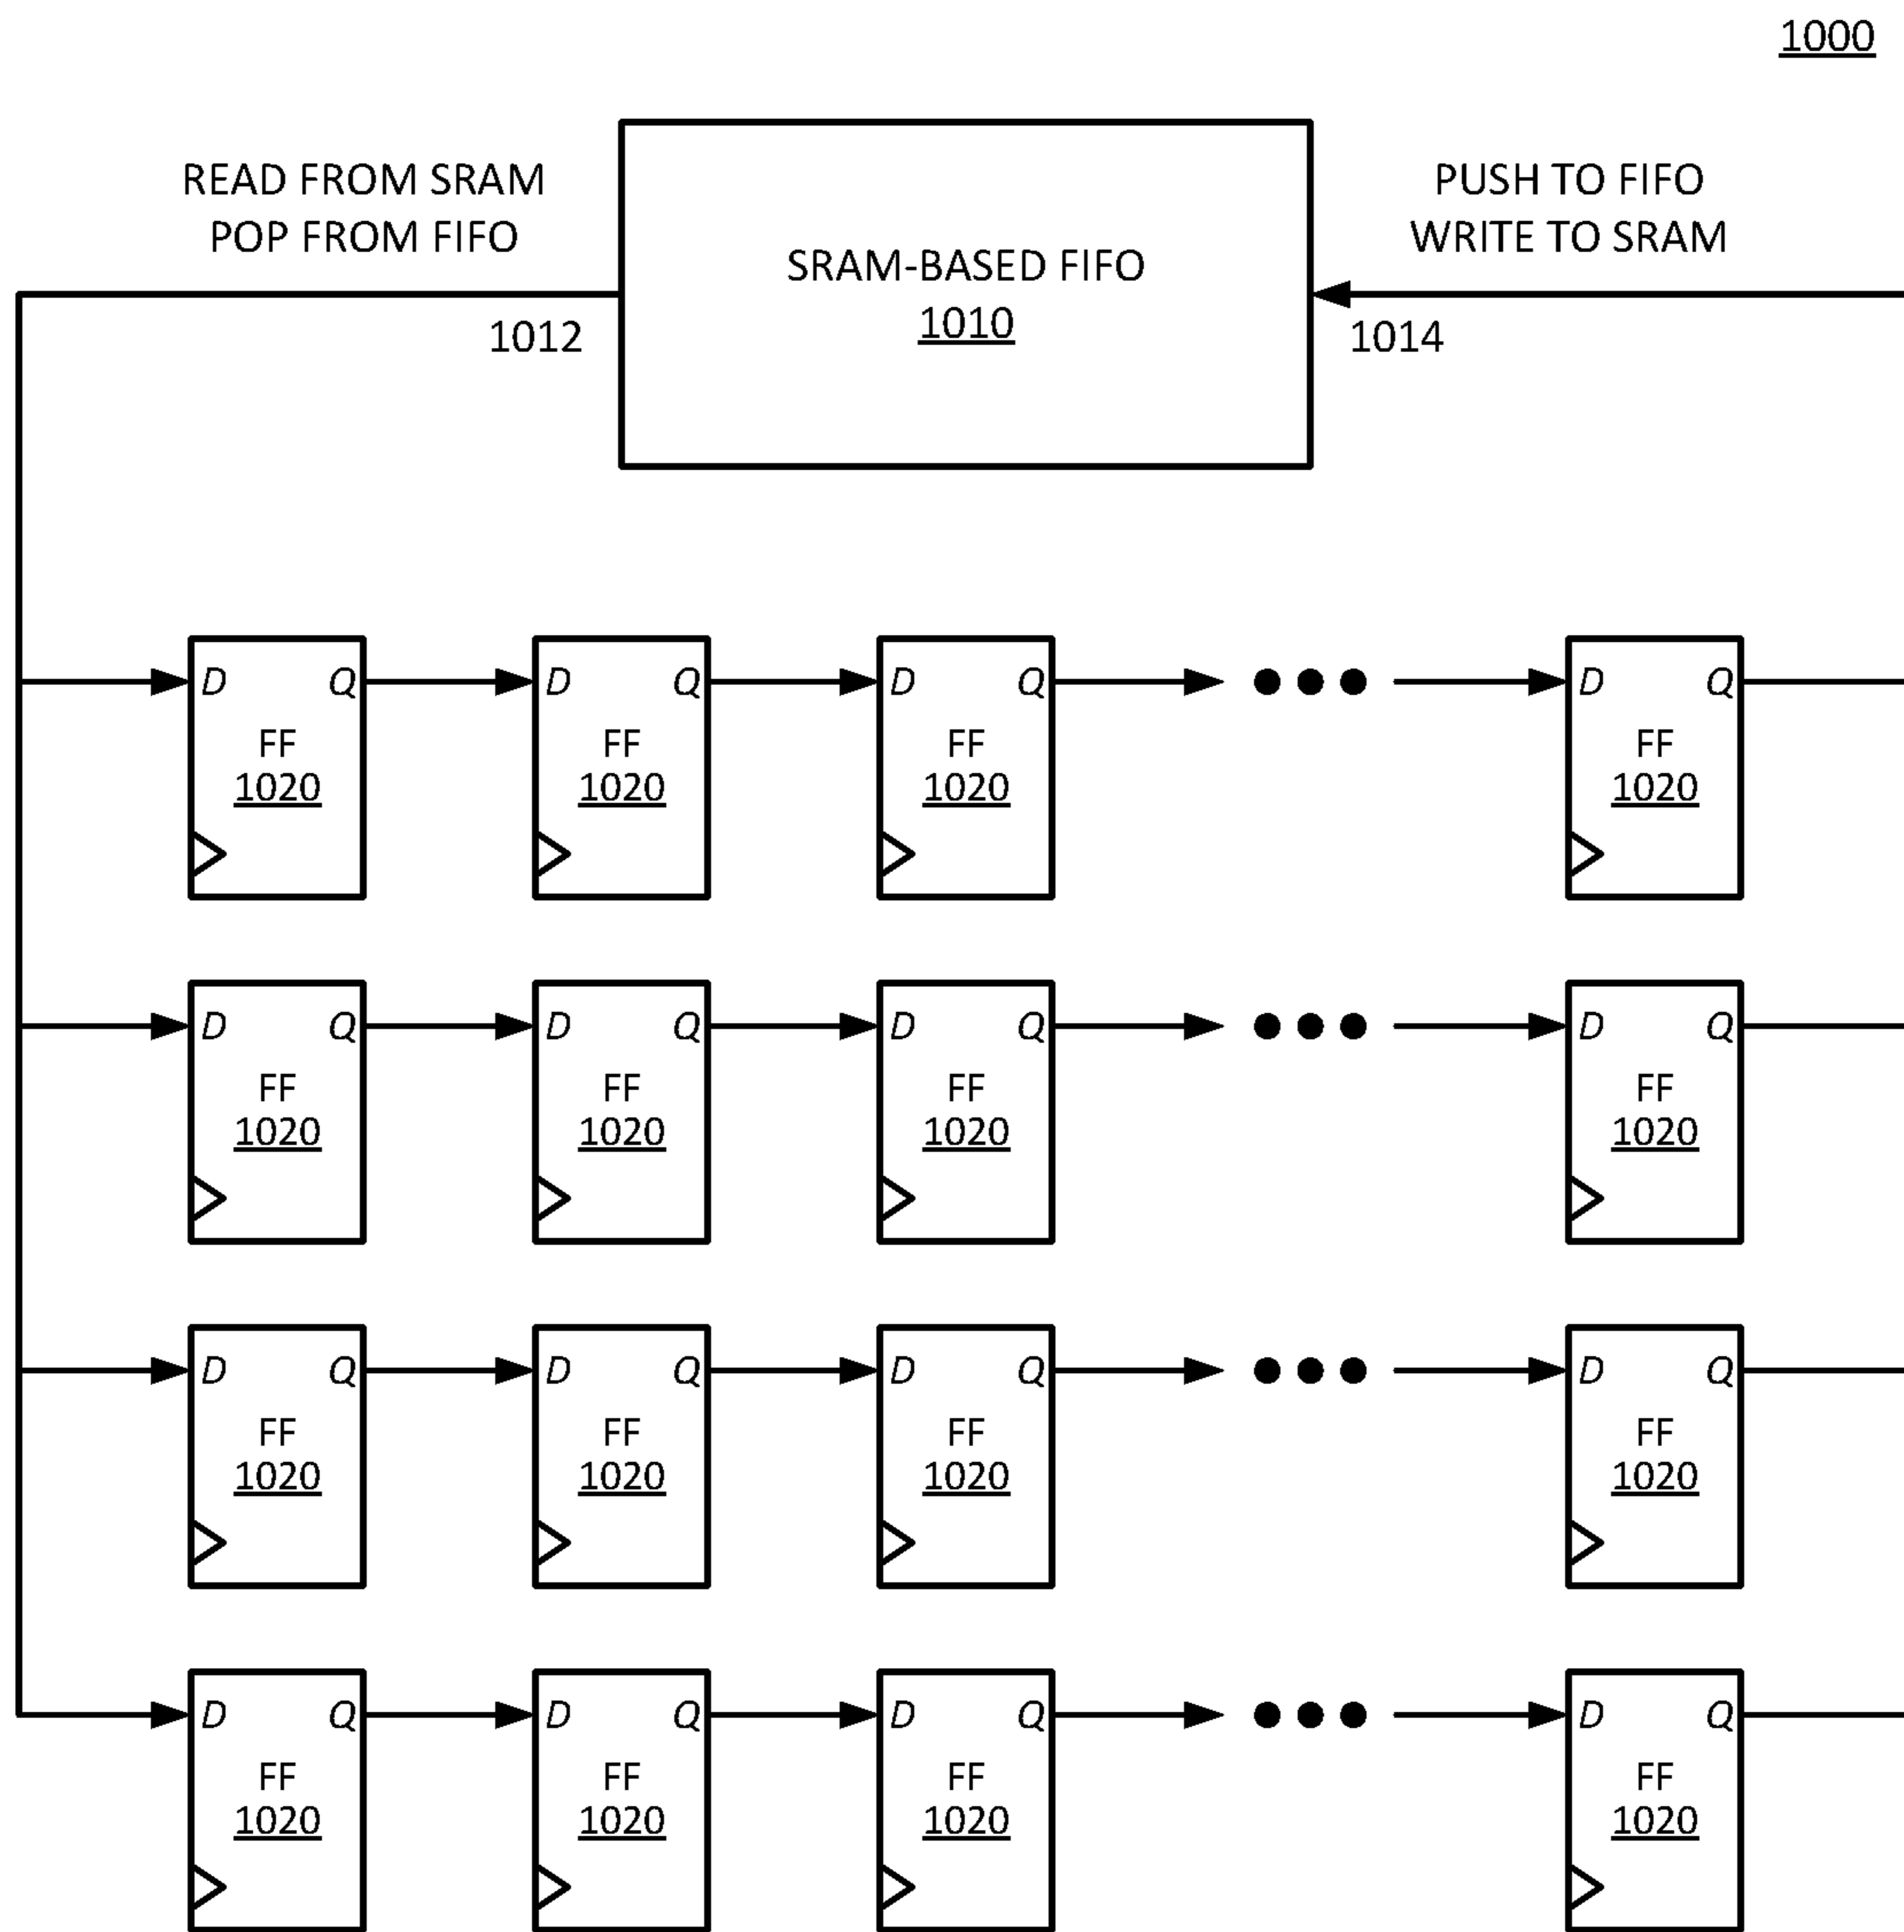 1000
READ FROM SRAM
POP FROM FIFO
SRAM-BASED FIFO
1010
PUSH TO FIFO
WRITE TO SRAM
1012
1014
D Q D Q D Q D Q
FF FF FF FF
1020 1020 1020 1020
D Q D Q D Q D Q
FF FF FF FF
1020 1020 1020 1020
D Q D Q D Q D Q
FF FF FF FF
1020 1020 1020 1020
D Q D Q D Q D Q
FF FF FF FF
1020 1020 1020 1020